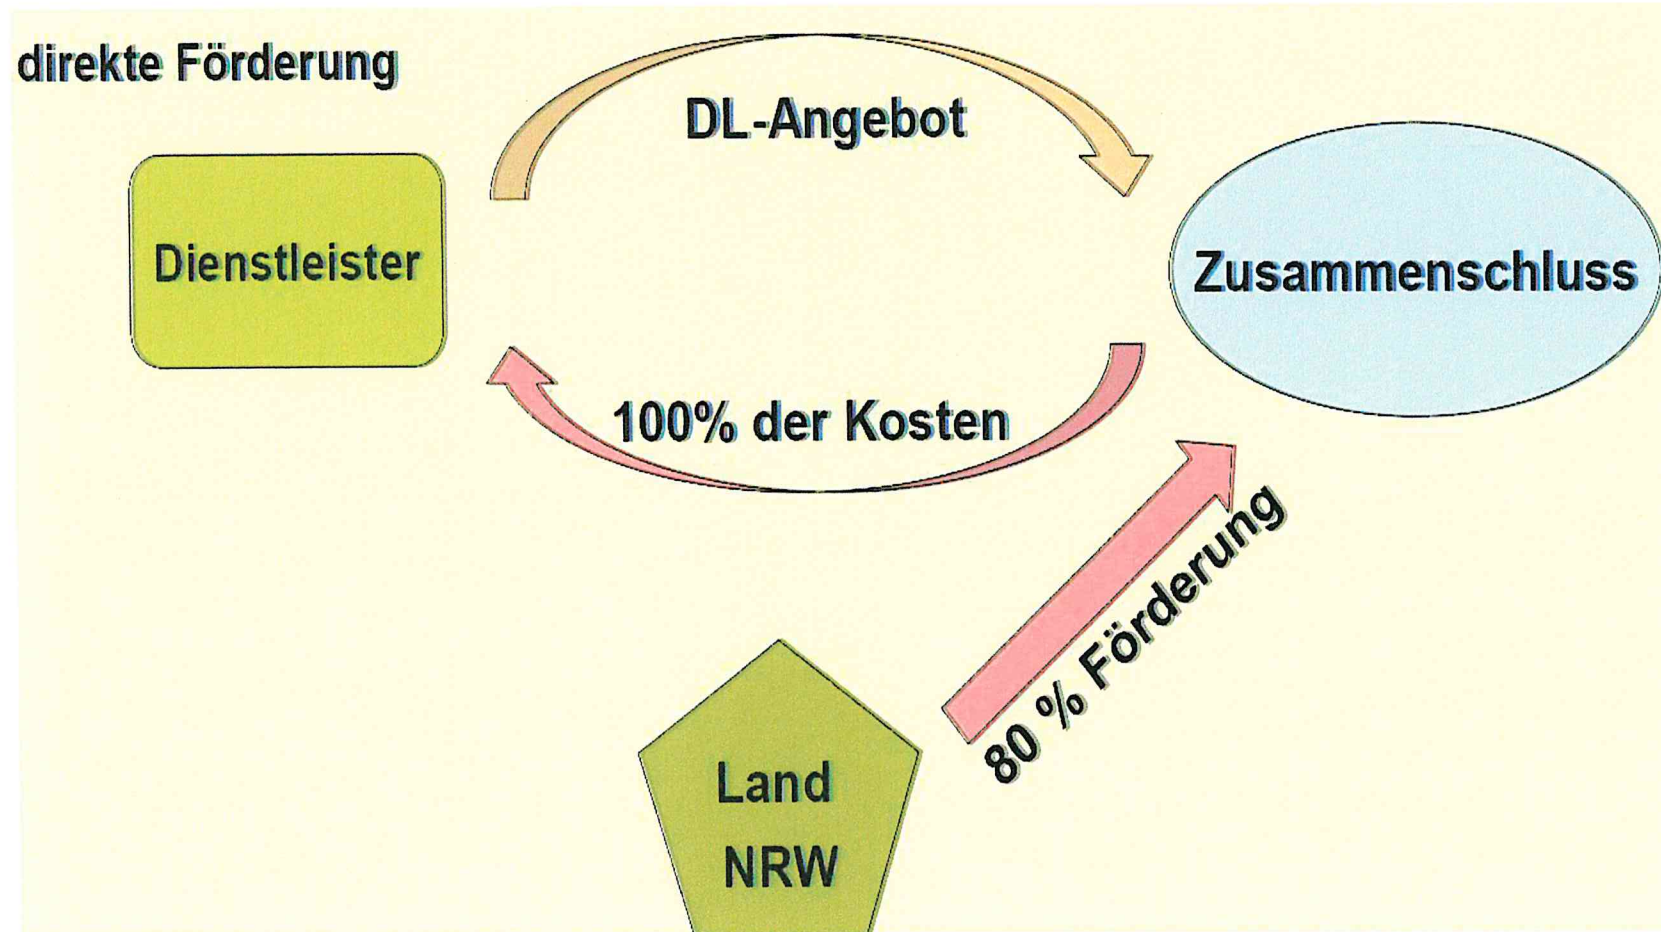 direkte Förderung
DL-Angebot
Dienstleister
Zusammenschluss
100% der Kosten
80 % Förderung
Land
NRW